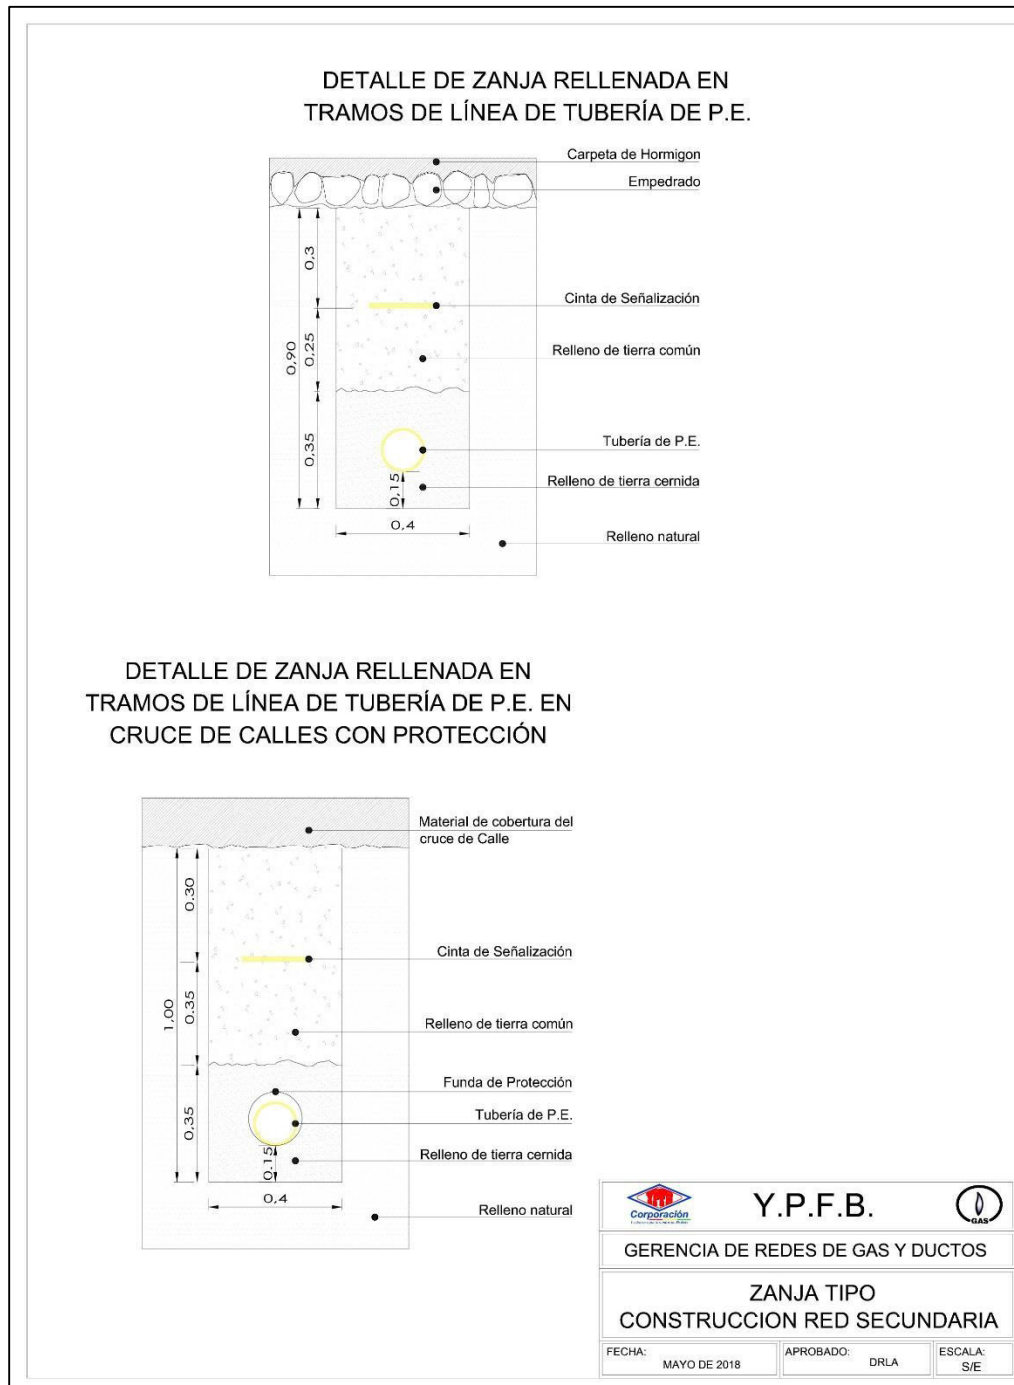 DETALLE DE ZANJA RELLENADA EN
TRAMOS DE LÍNEA DE TUBERÍA DE P.E.
Carpeta de Hormigon
Empedrado
0,3
Cinta de Señalización
0,90
0,25
Relleno de tierra común
0,35
Tubería de P.E.
0,15
Relleno de tierra cernida
0,4
Relleno natural
DETALLE DE ZANJA RELLENADA EN
TRAMOS DE LÍNEA DE TUBERÍA DE P.E. EN
CRUCE DE CALLES CON PROTECCIÓN
Material de cobertura del
cruce de Calle
0.30
Cinta de Señalización
1,00
0.35
Relleno de tierra común
Funda de Protección
0,35
Tubería de P.E.
0.15
Relleno de tierra cernida
0,4
Relleno natural
Corporación
Y.P.F.B.
GAS
GERENCIA DE REDES DE GAS Y DUCTOS
ZANJA TIPO
CONSTRUCCION RED SECUNDARIA
FECHA:
MAYO DE 2018
APROBADO:
DRLA
ESCALA:
S/E